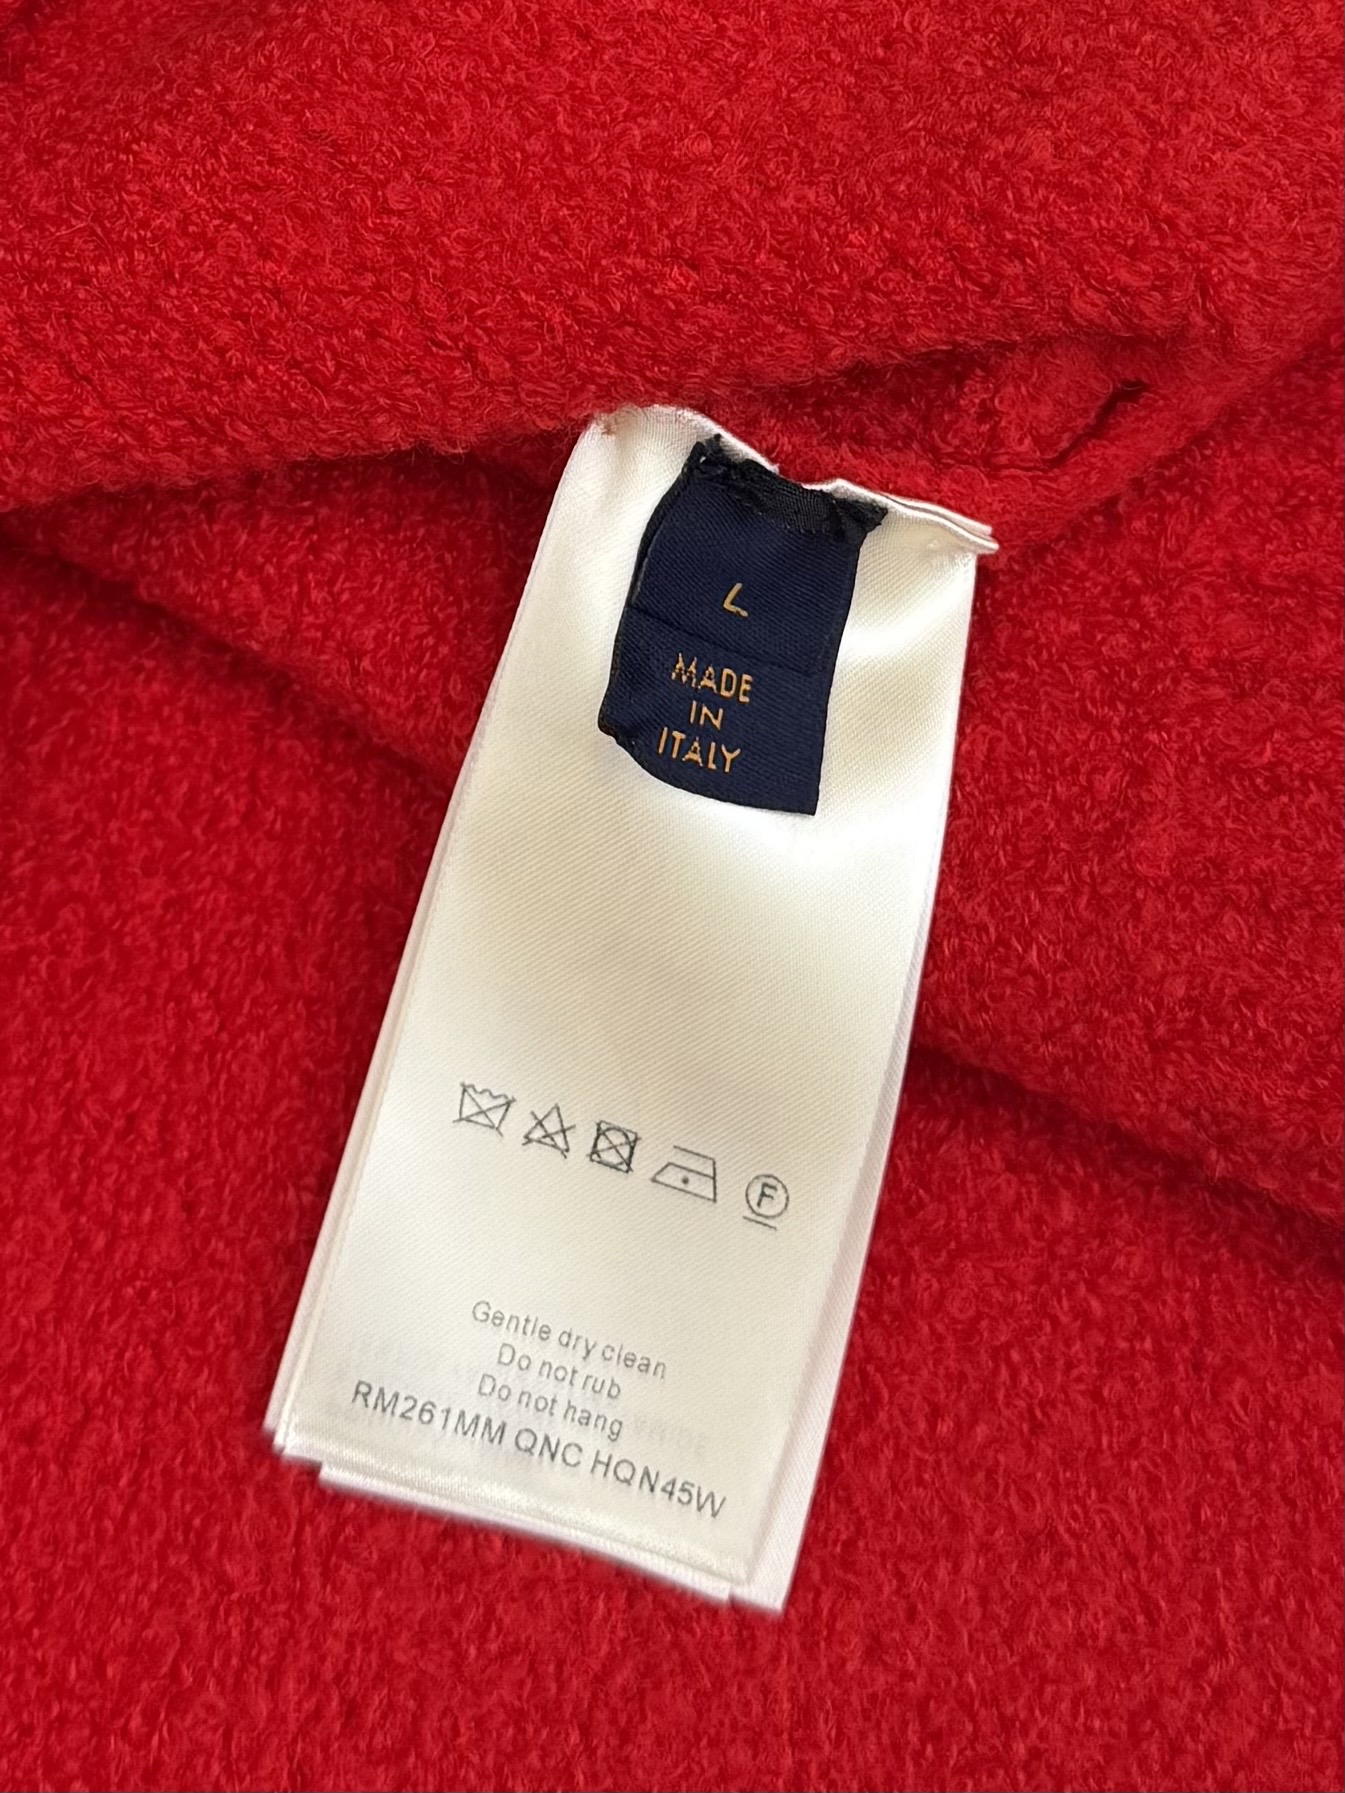 L
MADE
IN
ITALY
F
Gentle dry clean
Do not rub
Do not hang
RM261MM QNC HQN45W